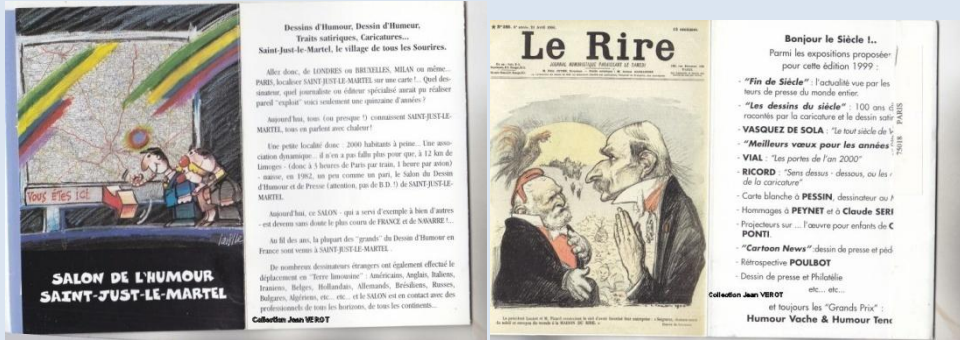 VOUS ÊTES ICI
SALON DE L'HUMOUR
SAINT-JUST-LE-MARTEL
Dessins d'Humour, Dessin d'Humeur,
Traits satiriques, Caricatures...
Saint-Just-le-Martel, le village de tous les Sourires.
Allez donc, de LONDRES ou BRUXELLES, MILAN ou même...
PARIS, localiser SAINT-JUST-LE-MARTEL sur une carte !... Quel des-
sinateur, quel journaliste ou éditeur spécialisé aurait pu réaliser
pareil "exploit" voici seulement une quinzaine d'années ?
Aujourd'hui, tous (ou presque !) connaissent SAINT-JUST-LE-
MARTEL, tous en parlent avec chaleur!
Une petite localité donc : 2000 habitants à peine... Une asso-
ciation dynamique... il n'en a pas fallu plus pour que, à 12 km de
Limoges - (donc à 3 heures de Paris par train, 1 heure par avion)
- naisse, en 1982, un peu comme un pari, le Salon du Dessin
d'Humour et de Presse (attention, pas de B.D. !) de SAINT-JUST-LE-
MARTEL.
Aujourd'hui, ce SALON - qui a servi d'exemple à bien d'autres
- est devenu sans doute le plus couru de FRANCE et de NAVARRE !...
Au fil des ans, la plupart des "grands" du Dessin d'Humour en
France sont venus à SAINT-JUST-LE-MARTEL
De nombreux dessinateurs étrangers ont également effectué le
déplacement en "Terre limousine" : Américains, Anglais, Italiens,
Iraniens, Belges, Hollandais, Allemands, Brésiliens, Russes,
Bulgares, Algériens, etc... etc... et le SALON est en contact avec des
professionnels de tous les horizons, de tous les continents...
Collection Jean VEROT
Le Rire
JOURNAL HUMORISTIQUE PARAISSANT LE SAMEDI
Bonjour le Siècle !..
Parmi les expositions proposées
pour cette édition 1999 :
- "Fin de Siècle" : l'actualité vue par les
teurs de presse du monde entier.
- "Les dessins du siècle" : 100 ans d
racontés par la caricature et le dessin sati
- VASQUEZ DE SOLA : "Le tout siècle de V
- "Meilleurs vœux pour les années
- VIAL : "Les portes de l'an 2000"
- RICORD : "Sens dessus - dessous, ou les
de la caricature"
- Carte blanche à PESSIN, dessinateur au
- Hommages à PEYNET et à Claude SER
- Projecteurs sur ... l'œuvre pour enfants de C
PONTI.
- "Cartoon News" :dessin de presse et péd
- Rétrospective POULBOT
- Dessin de presse et Philatélie
etc... etc...
et toujours les "Grands Prix" :
Humour Vache & Humour Tend
75018 PARIS
Collection Jean VEROT